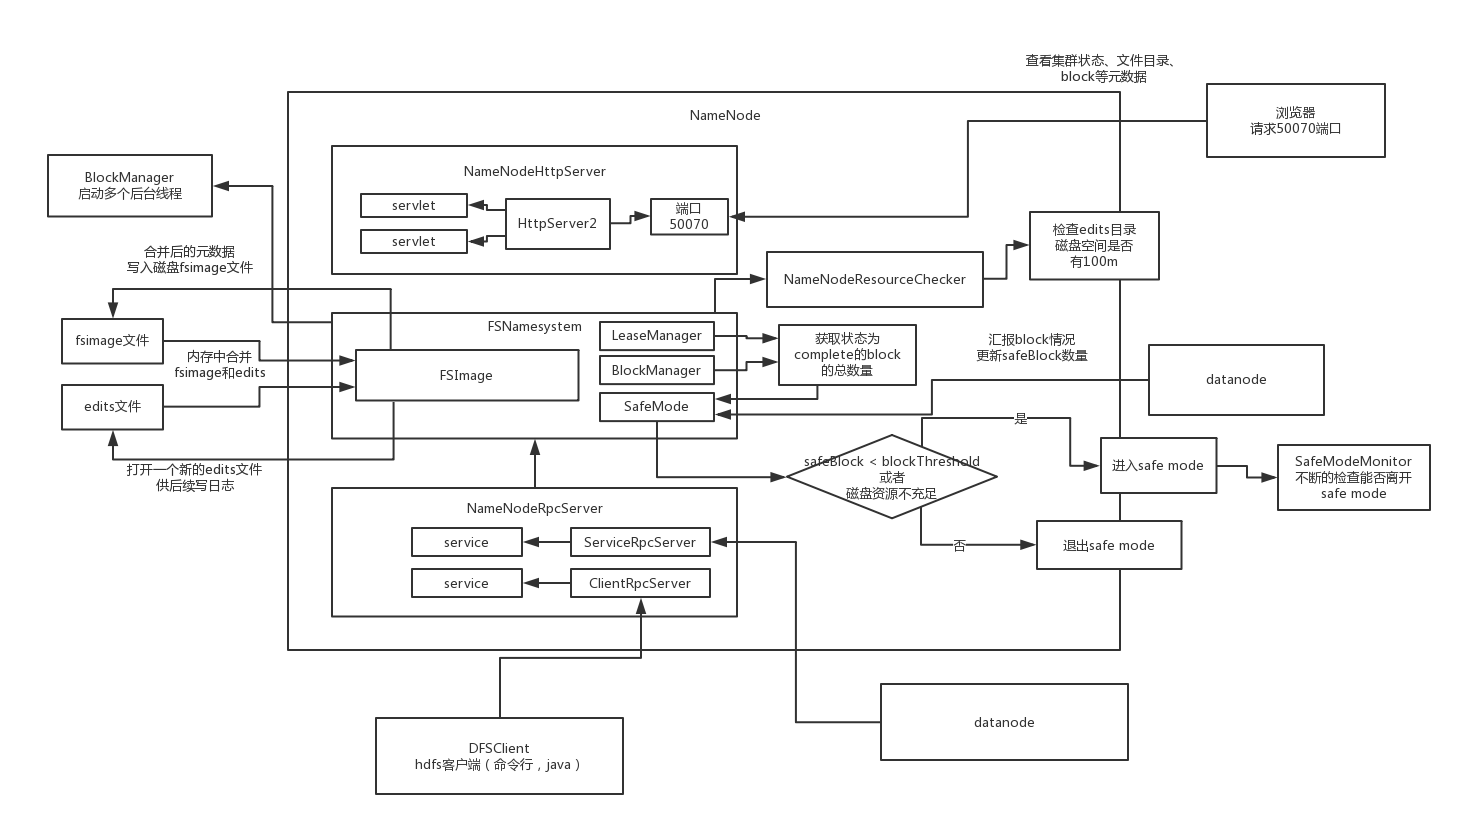 查看集群状态、文件目录、
block等元数据
浏览器
请求50070端口
NameNode
NameNodeHttpServer
servlet
servlet
HttpServer2
端口
50070
BlockManager
启动多个后台线程
检查edits目录
磁盘空间是否
有100m
合并后的元数据
写入磁盘fsimage文件
NameNodeResourceChecker
FSNamesystem
LeaseManager
BlockManager
SafeMode
FSImage
获取状态为
complete的block
的总数量
汇报block情况
更新safeBlock数量
fsimage文件
内存中合并
fsimage和edits
edits文件
datanode
打开一个新的edits文件
供后续写日志
是
safeBlock < blockThreshold
或者
磁盘资源不充足
进入safe mode
SafeModeMonitor
不断的检查能否离开
safe mode
否
退出safe mode
NameNodeRpcServer
service
ServiceRpcServer
service
ClientRpcServer
datanode
DFSClient
hdfs客户端（命令行，java）